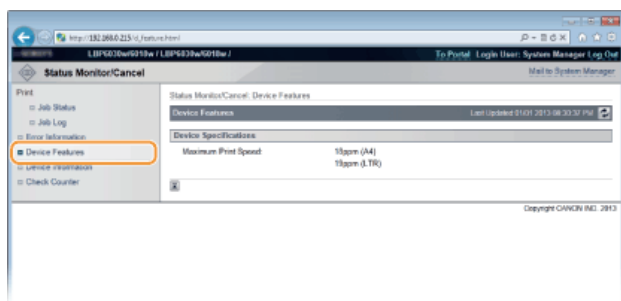 http://192.168.0.215/d_feature.html
LBP6030w/6018w / LBP6030w/6018w /
To Portal Login User: System Manager Log Out
Status Monitor/Cancel
Mail to System Manager
Print
Job Status
Job Log
Error Information
Device Features
Device Information
Check Counter
Status Monitor/Cancel: Device Features
Device Features
Last Updated 01/01 2013 08:30:37 PM
Device Specifications
Maximum Print Speed: 18ppm (A4)
19ppm (LTR)
Copyright CANON INC. 2013